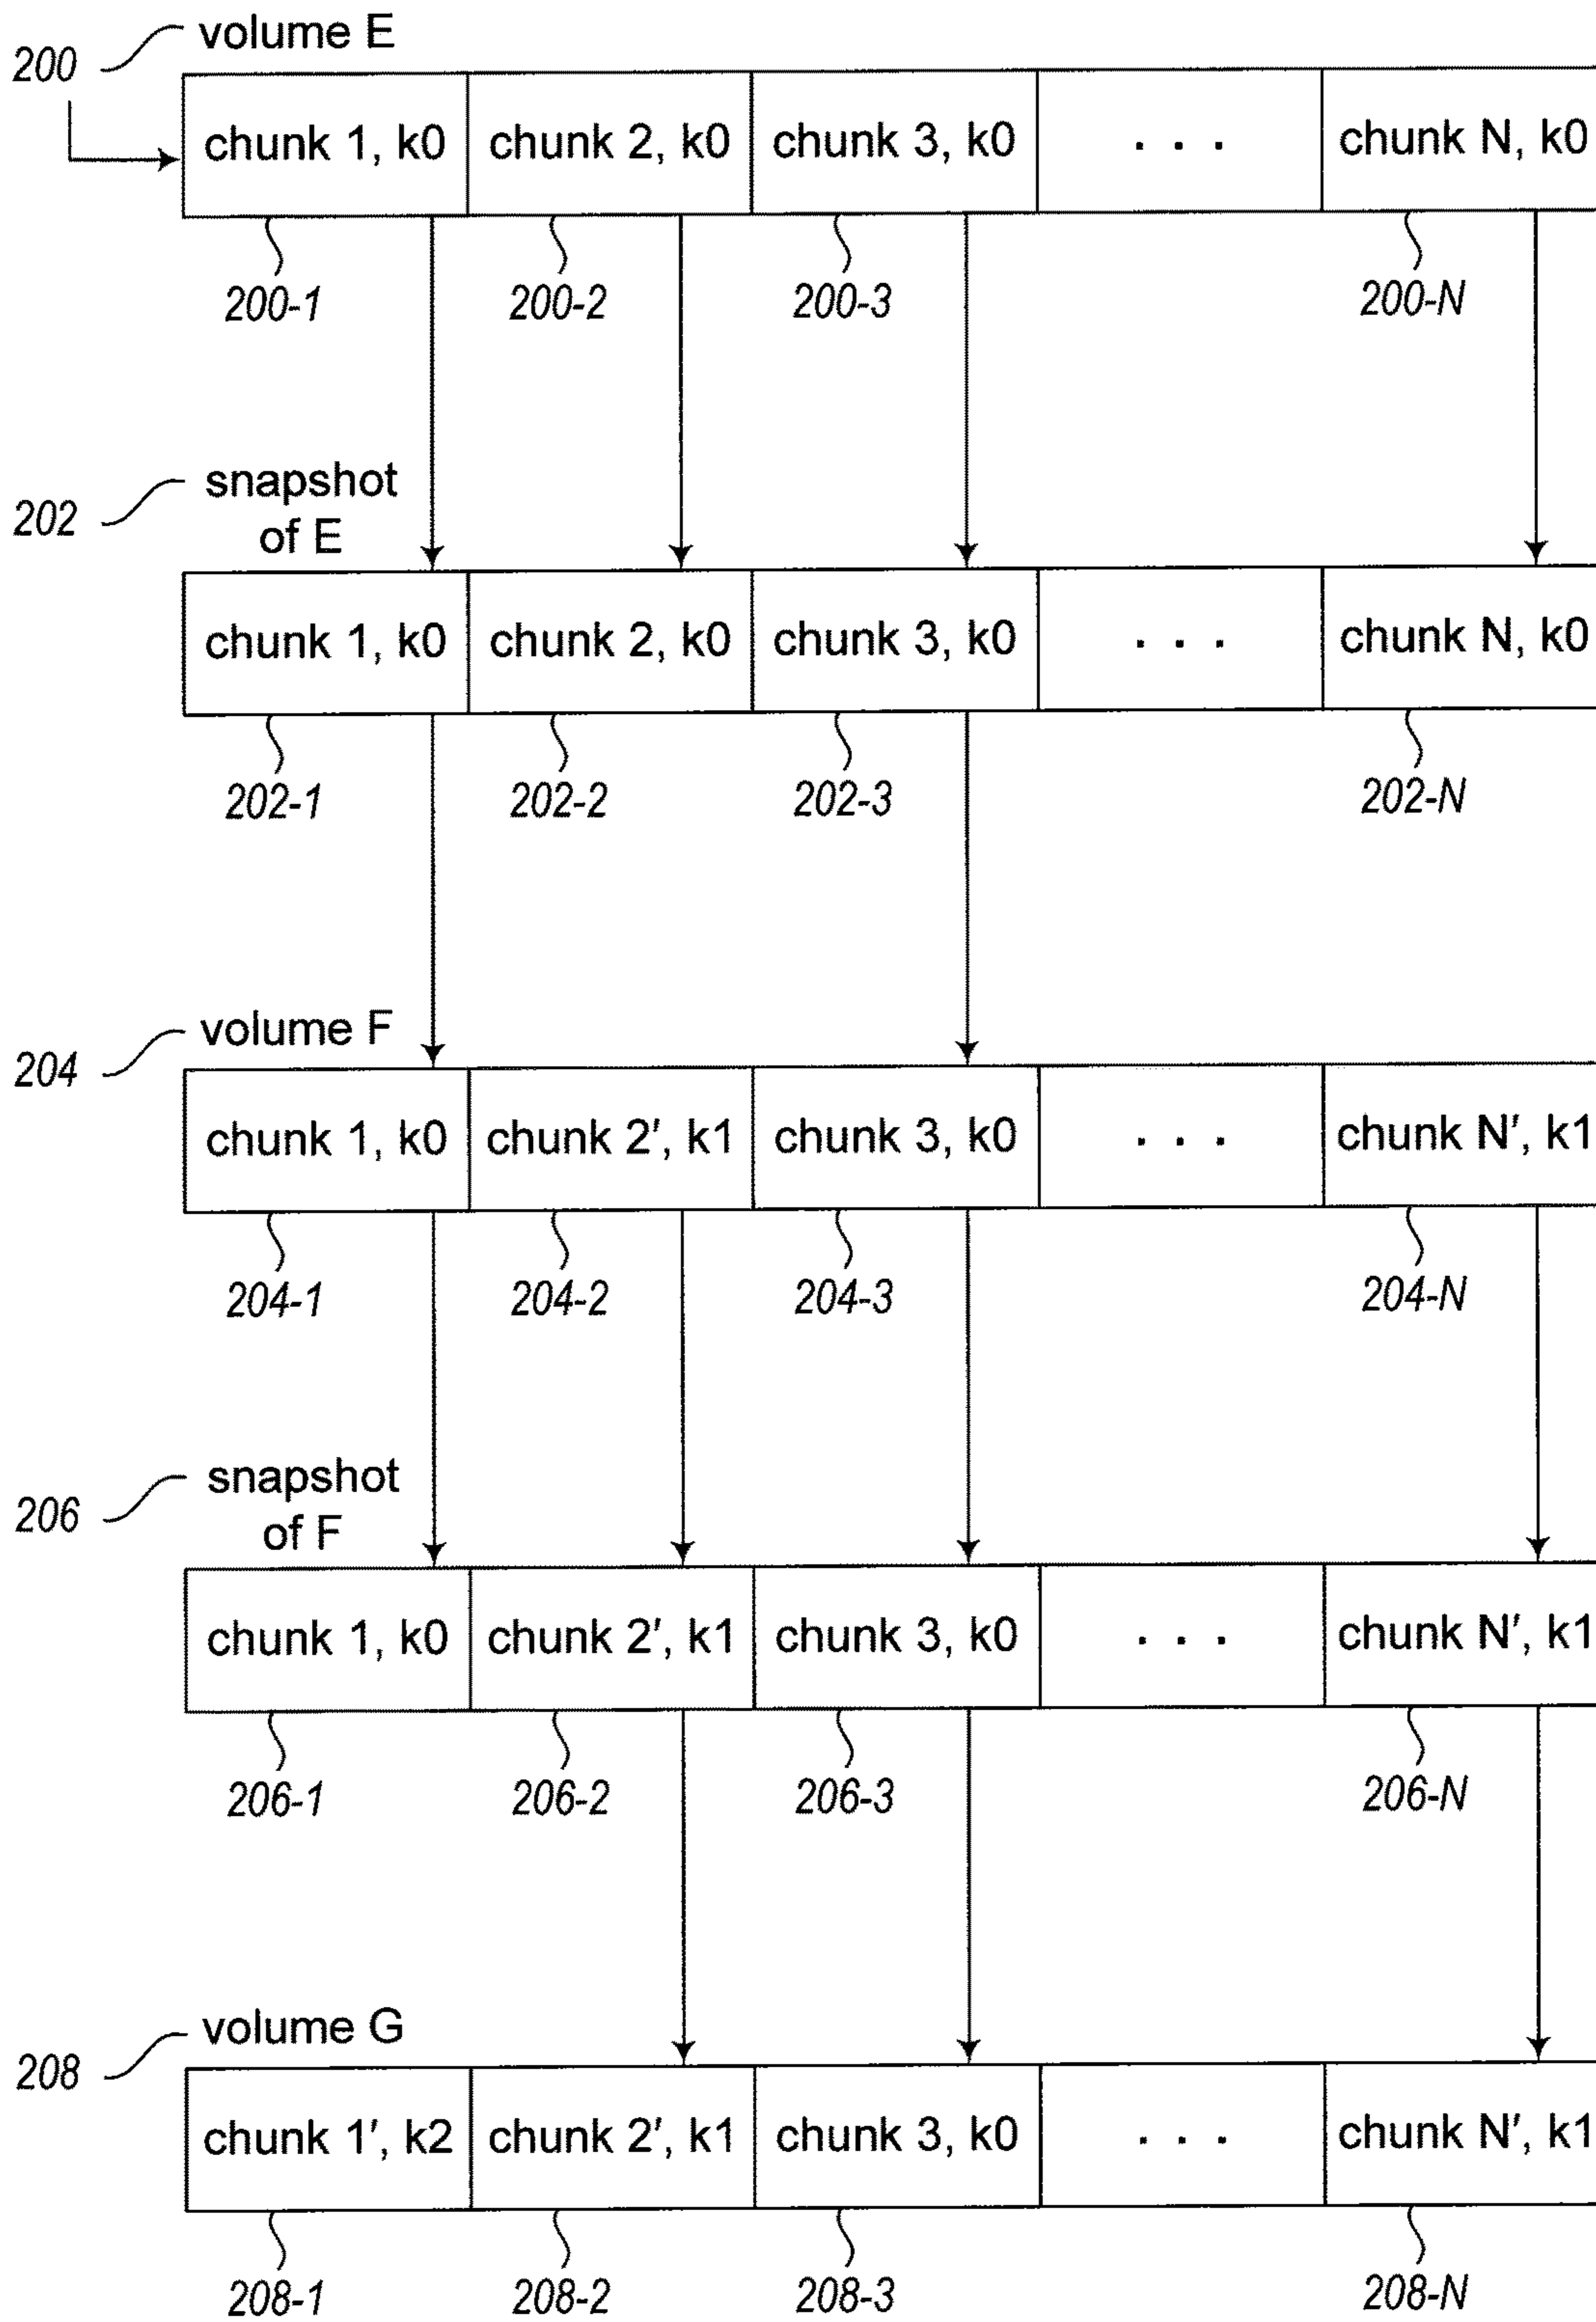 volume E
200
chunk 1, k0 chunk 2, k0 chunk 3, k0 . . . chunk N, k0
200-1 200-2 200-3 200-N
snapshot
202
of E
chunk 1, k0 chunk 2, k0 chunk 3, k0 . . . chunk N, k0
202-1 202-2 202-3 202-N
volume F
204
chunk 1, k0 chunk 2′, k1 chunk 3, k0 . . . chunk N′, k1
204-1 204-2 204-3 204-N
snapshot
206
of F
chunk 1, k0 chunk 2′, k1 chunk 3, k0 . . . chunk N′, k1
206-1 206-2 206-3 206-N
volume G
208
chunk 1′, k2 chunk 2′, k1 chunk 3, k0 . . . chunk N′, k1
208-1 208-2 208-3 208-N